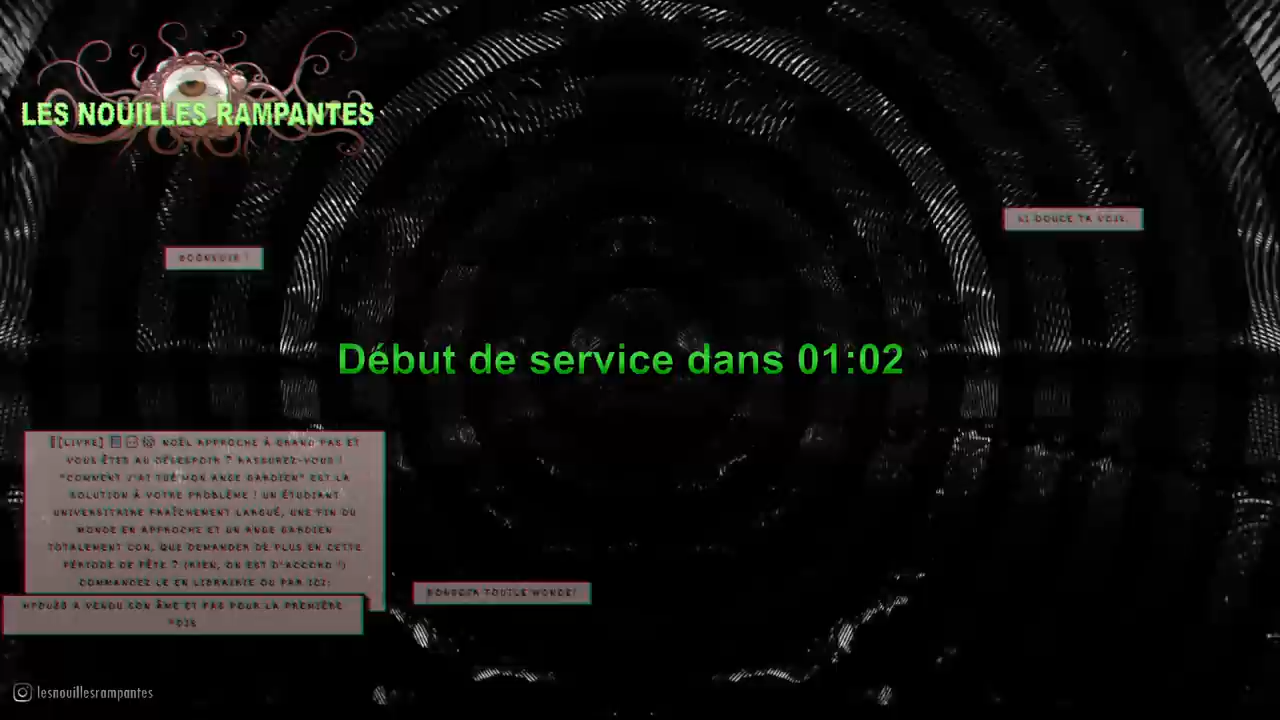 LES NOUILLES RAMPANTES
SI DOUCE TA VOIX.
BOONSOIR !
Début de service dans 01:02
[LIVRE] NOËL APPROCHE À GRAND PAS ET
VOUS ÊTES AU DÉSESPOIR ? RASSUREZ-VOUS !
"COMMENT J'AI TUÉ MON ANGE GARDIEN" EST LA
SOLUTION À VOTRE PROBLÈME ! UN ÉTUDIANT
UNIVERSITAIRE FRAÎCHEMENT LARGUÉ, UNE FIN DU
MONDE EN APPROCHE ET UN ANGE GARDIEN
TOTALEMENT CON, QUE DEMANDER DE PLUS EN CETTE
PÉRIODE DE FÊTE ? (RIEN, ON EST D'ACCORD !)
COMMANDEZ LE EN LIBRAIRIE OU PAR ICI:
A VENDU SON ÂME ET PAS POUR LA PREMIÈRE
FOIS
BONSOIR TOUT LE MONDE!
lesnouillesrampantes